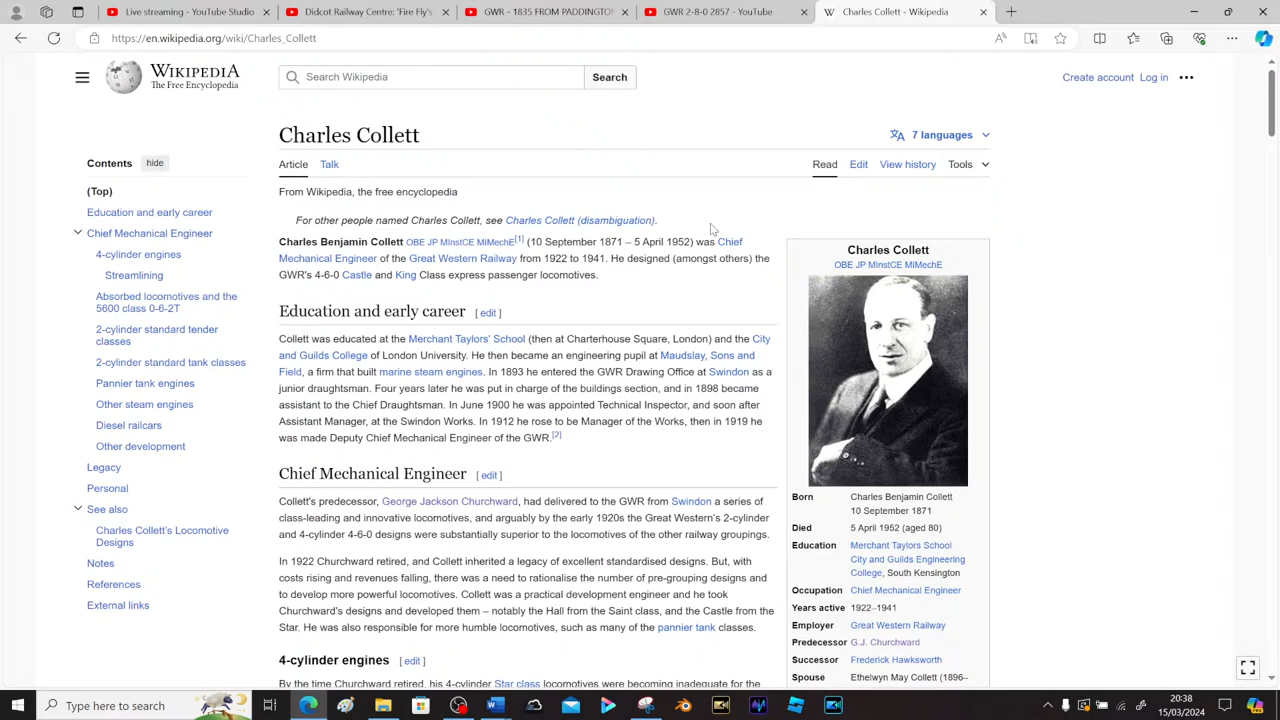 (1) YouTube Studio
Railway Centre 'Fire Fly's'
GWR - 1835 FROM PADDINGTO
GWR 2-8-0 2857 - YouTube
Charles Collett - Wikipedia
https://en.wikipedia.org/wiki/Charles_Collett
WIKIPEDIA
The Free Encyclopedia
Search Wikipedia
Search
Create account Log in
Charles Collett
7 languages
Contents hide
Article Talk
Read Edit View history Tools
(Top)
Education and early career
Chief Mechanical Engineer
4-cylinder engines
Streamlining
Absorbed locomotives and the
5600 class 0-6-2T
2-cylinder standard tender
classes
2-cylinder standard tank classes
Pannier tank engines
Other steam engines
Diesel railcars
Other development
Legacy
Personal
See also
Charles Collett's Locomotive
Designs
Notes
References
External links
From Wikipedia, the free encyclopedia
For other people named Charles Collett, see Charles Collett (disambiguation).
Charles Benjamin Collett OBE JP MInstCE MIMechE[1] (10 September 1871 – 5 April 1952) was Chief
Mechanical Engineer of the Great Western Railway from 1922 to 1941. He designed (amongst others) the
GWR's 4-6-0 Castle and King Class express passenger locomotives.
Education and early career [ edit ]
Collett was educated at the Merchant Taylors' School (then at Charterhouse Square, London) and the City
and Guilds College of London University. He then became an engineering pupil at Maudslay, Sons and
Field, a firm that built marine steam engines. In 1893 he entered the GWR Drawing Office at Swindon as a
junior draughtsman. Four years later he was put in charge of the buildings section, and in 1898 became
assistant to the Chief Draughtsman. In June 1900 he was appointed Technical Inspector, and soon after
Assistant Manager, at the Swindon Works. In 1912 he rose to be Manager of the Works, then in 1919 he
was made Deputy Chief Mechanical Engineer of the GWR.[2]
Chief Mechanical Engineer [ edit ]
Collett's predecessor, George Jackson Churchward, had delivered to the GWR from Swindon a series of
class-leading and innovative locomotives, and arguably by the early 1920s the Great Western's 2-cylinder
and 4-cylinder 4-6-0 designs were substantially superior to the locomotives of the other railway groupings.
In 1922 Churchward retired, and Collett inherited a legacy of excellent standardised designs. But, with
costs rising and revenues falling, there was a need to rationalise the number of pre-grouping designs and
to develop more powerful locomotives. Collett was a practical development engineer and he took
Churchward's designs and developed them – notably the Hall from the Saint class, and the Castle from the
Star. He was also responsible for more humble locomotives, such as many of the pannier tank classes.
4-cylinder engines [ edit ]
By the time Churchward retired, his 4-cylinder Star class locomotives were becoming inadequate for the
Charles Collett
OBE JP MInstCE MIMechE
Born Charles Benjamin Collett
10 September 1871
Died 5 April 1952 (aged 80)
Education Merchant Taylors School
City and Guilds Engineering
College, South Kensington
Occupation Chief Mechanical Engineer
Years active 1922–1941
Employer Great Western Railway
Predecessor G.J. Churchward
Successor Frederick Hawksworth
Spouse Ethelwyn May Collett (1896–
Type here to search
20:38
15/03/2024